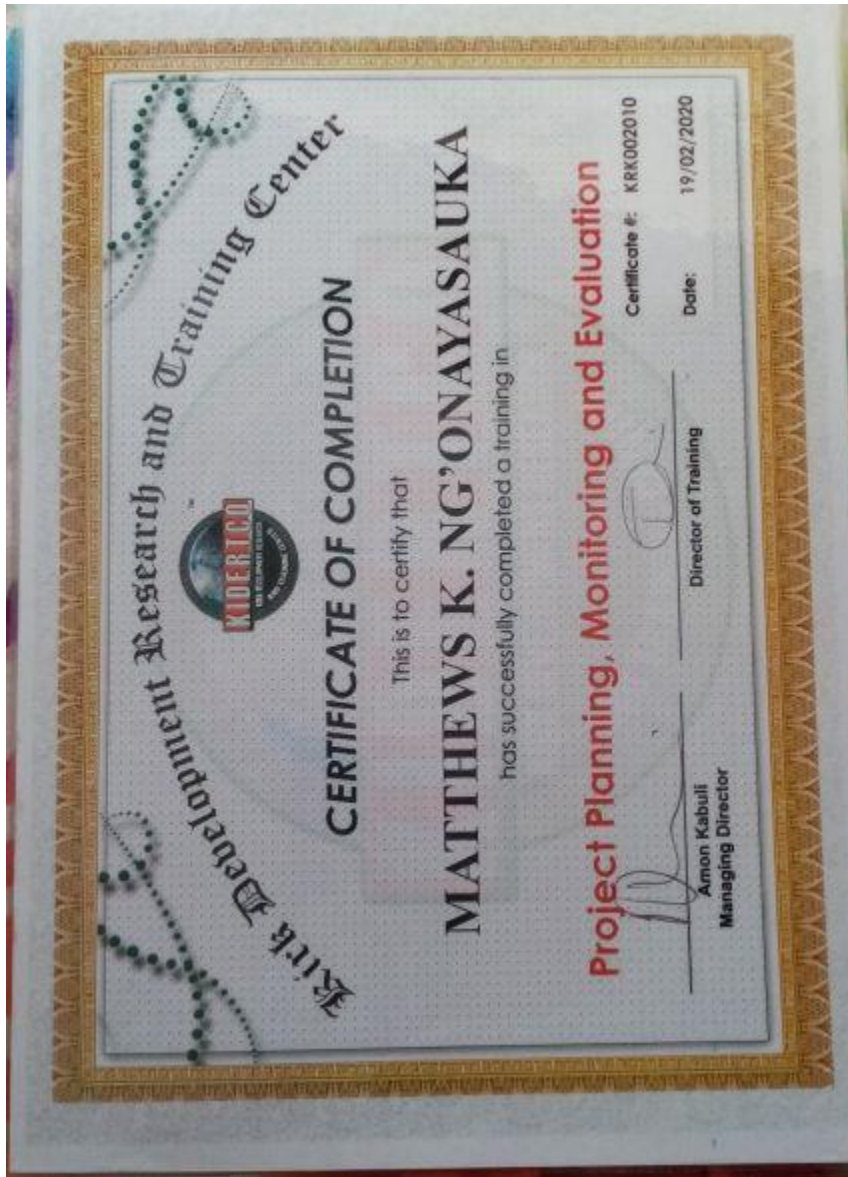 Kirk Development Research and Training Center
™
KIDERTCO
CERTIFICATE OF COMPLETION
This is to certify that
MATTHEWS K. NG'ONAYASAUKA
has successfully completed a training in
Project Planning, Monitoring and Evaluation
Certificate #: KRK002010
Amon Kabuli
Managing Director
Director of Training
Date: 19/02/2020